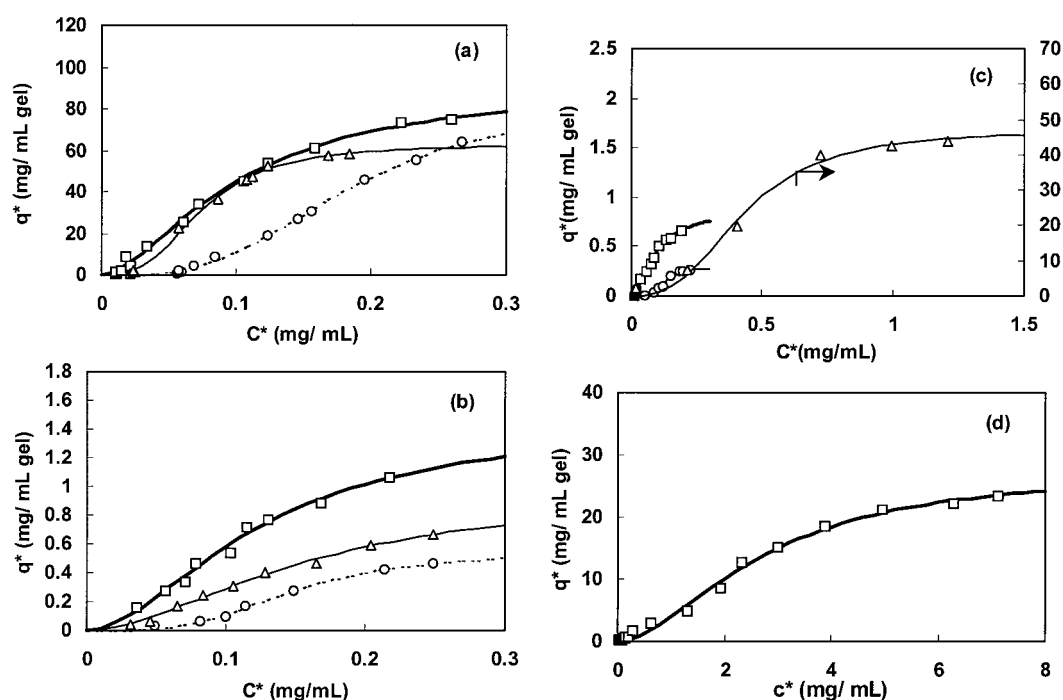 120
100
80
60
40
20
0
q* (mg/ mL gel)
(a)
0 0.1 0.2 0.3
C* (mg/ mL)
2.5
2
1.5
1
0.5
0
q*(mg/ mL gel)
(c)
70
60
50
40
30
20
10
0
0 0.5 1 1.5
C*(mg/mL)
1.8
1.6
1.4
1.2
1
0.8
0.6
0.4
0.2
0
q* (mg/ mL gel)
(b)
0 0.1 0.2 0.3
C* (mg/mL)
40
30
20
10
0
q* (mg/ mL gel)
(d)
0 2 4 6 8
c* (mg/ mL)